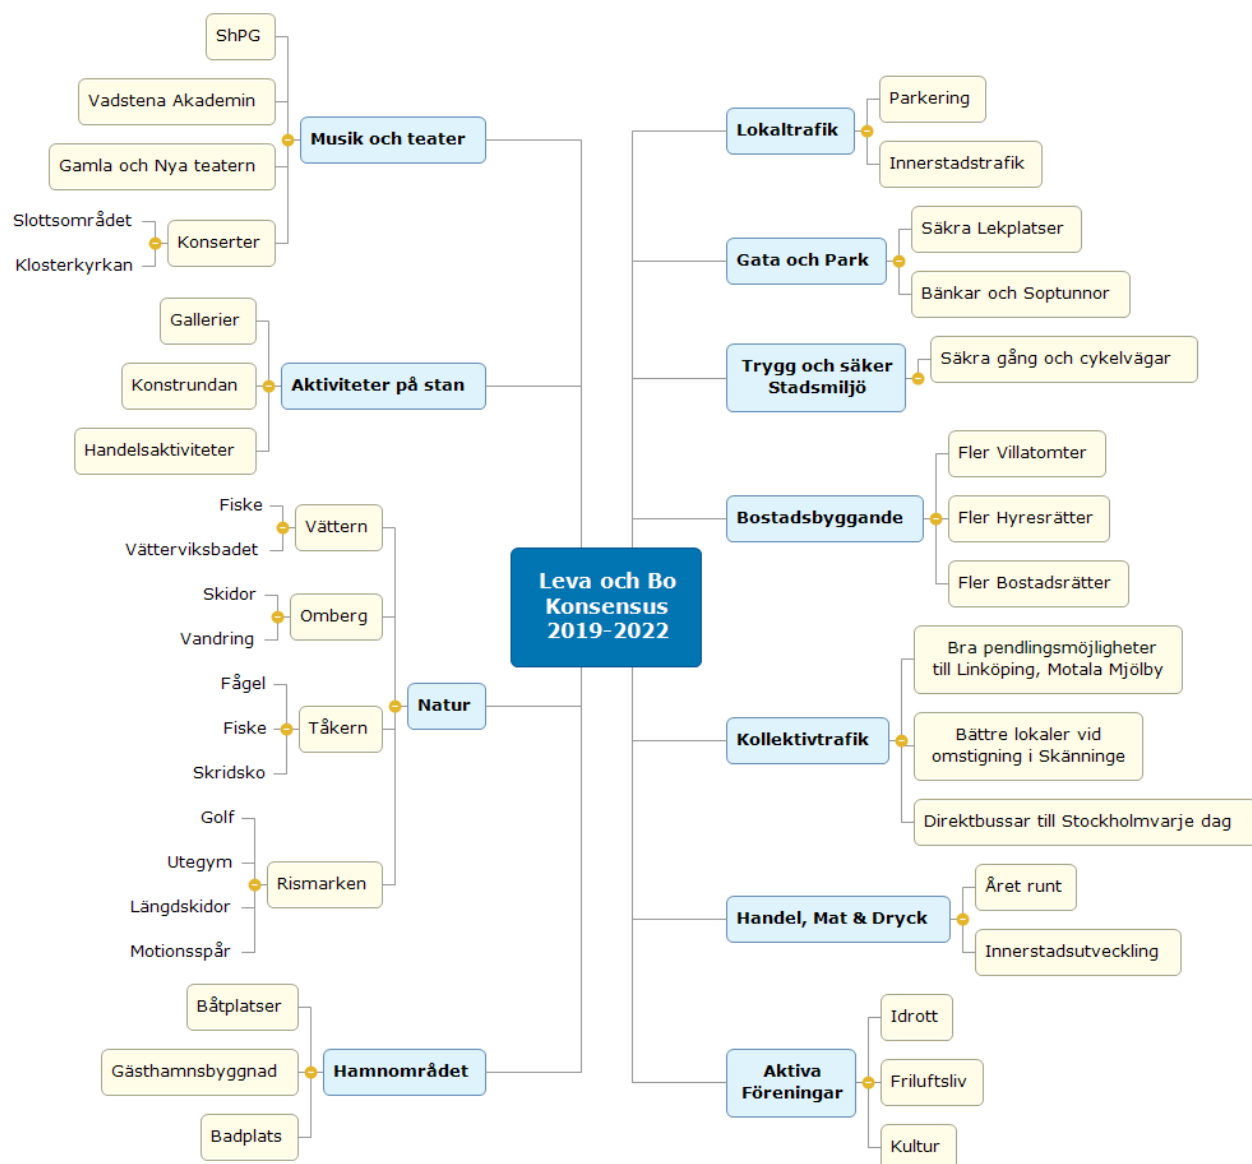 Leva och Bo
Konsensus
2019-2022
Musik och teater
ShPG
Vadstena Akademin
Gamla och Nya teatern
Konserter
Slottsområdet
Klosterkyrkan
Aktiviteter på stan
Gallerier
Konstrundan
Handelsaktiviteter
Natur
Vättern
Fiske
Vätterviksbadet
Omberg
Skidor
Vandring
Tåkern
Fågel
Fiske
Skridsko
Rismarken
Golf
Utegym
Längdskidor
Motionsspår
Hamnområdet
Båtplatser
Gästhamnsbyggnad
Badplats
Lokaltrafik
Parkering
Innerstadstrafik
Gata och Park
Säkra Lekplatser
Bänkar och Soptunnor
Trygg och säker
Stadsmiljö
Säkra gång och cykelvägar
Bostadsbyggande
Fler Villatomter
Fler Hyresrätter
Fler Bostadsrätter
Kollektivtrafik
Bra pendlingsmöjligheter
till Linköping, Motala Mjölby
Bättre lokaler vid
omstigning i Skänninge
Direktbussar till Stockholmvarje dag
Handel, Mat & Dryck
Året runt
Innerstadsutveckling
Aktiva
Föreningar
Idrott
Friluftsliv
Kultur